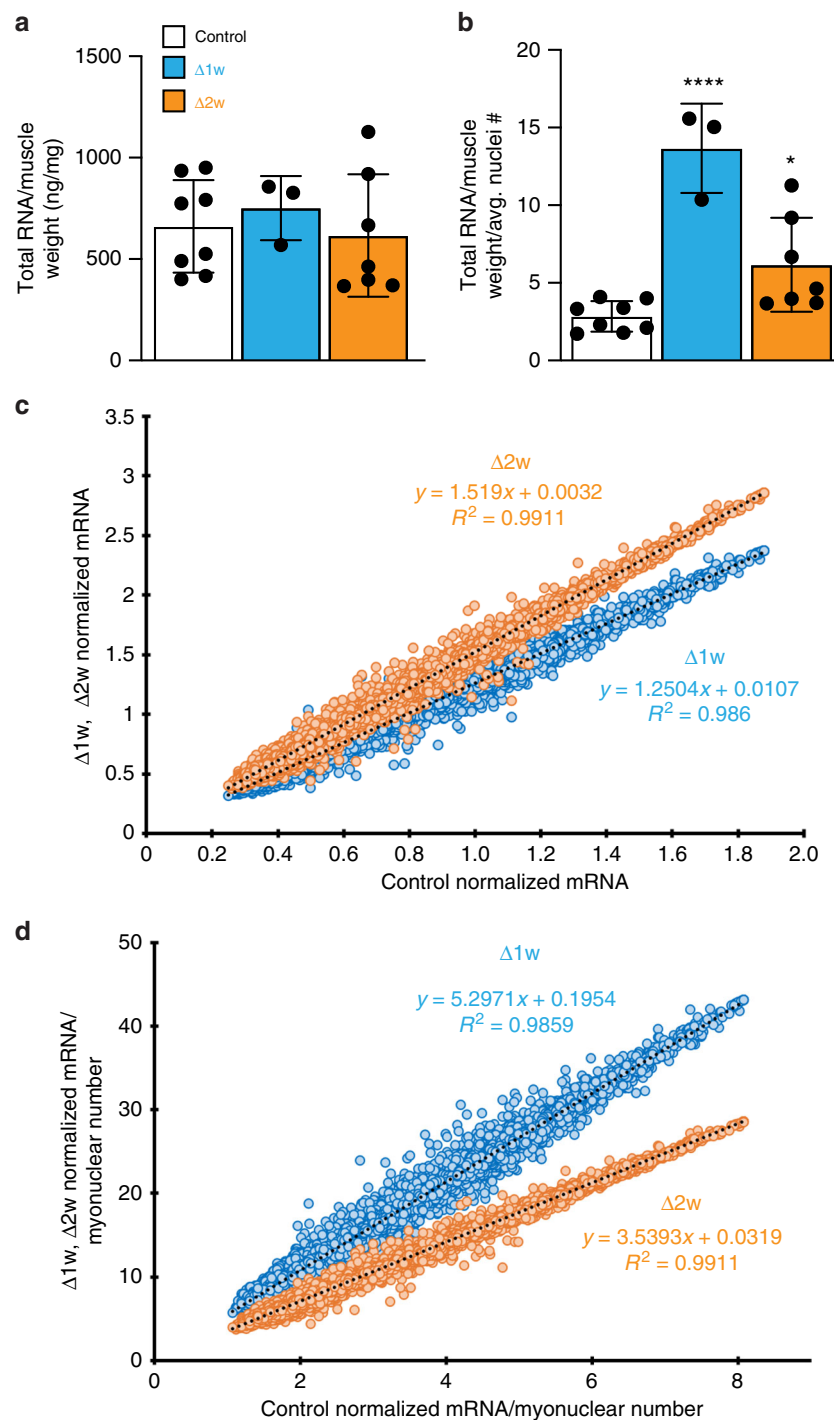 a
Control
Δ1w
Δ2w
Total RNA/muscle
weight (ng/mg)
1500
1000
500
0
b
Total RNA/muscle
weight/avg. nuclei #
20
15
10
5
0
****
*
c
Δ1w, Δ2w normalized mRNA
3.5
3
2.5
2
1.5
1
0.5
0
Δ2w
y = 1.519x + 0.0032
R² = 0.9911
Δ1w
y = 1.2504x + 0.0107
R² = 0.986
0 0.2 0.4 0.6 0.8 1.0 1.2 1.4 1.6 1.8 2.0
Control normalized mRNA
d
Δ1w, Δ2w normalized mRNA/
myonuclear number
50
40
30
20
10
0
Δ1w
y = 5.2971x + 0.1954
R² = 0.9859
Δ2w
y = 3.5393x + 0.0319
R² = 0.9911
0 2 4 6 8
Control normalized mRNA/myonuclear number